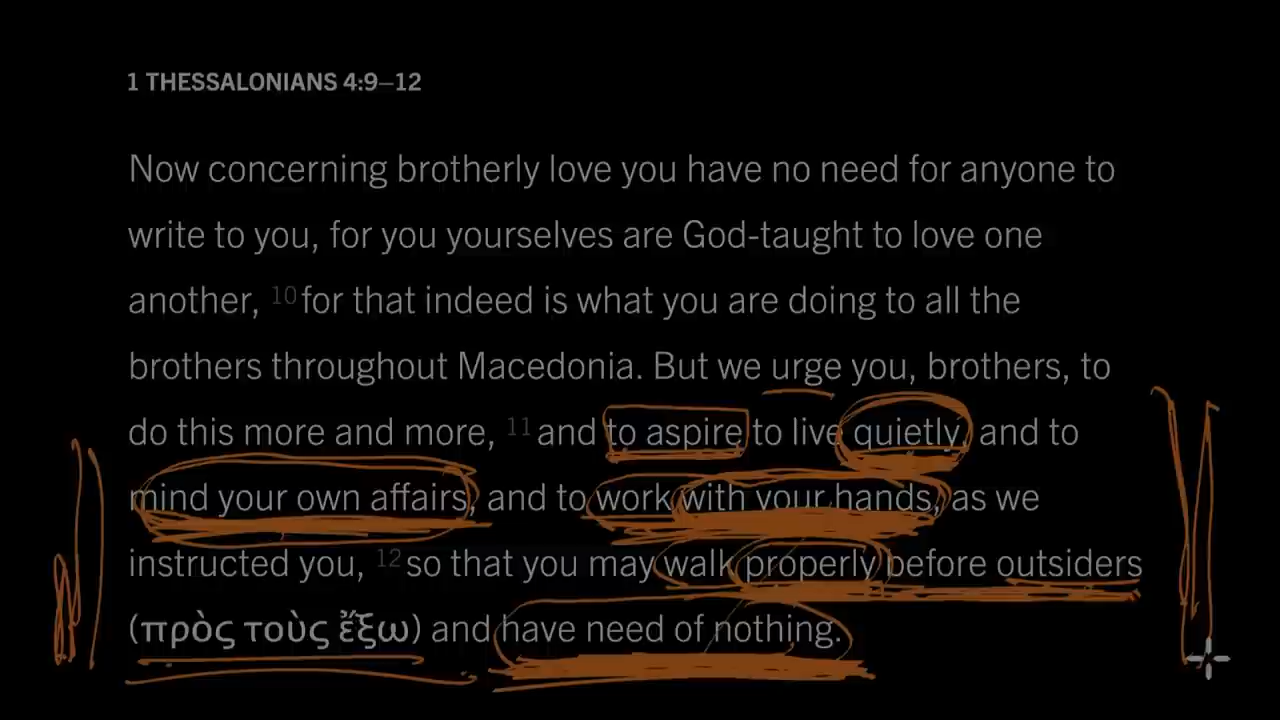 1 THESSALONIANS 4:9–12
Now concerning brotherly love you have no need for anyone to
write to you, for you yourselves are God-taught to love one
another, 10 for that indeed is what you are doing to all the
brothers throughout Macedonia. But we urge you, brothers, to
do this more and more, 11 and to aspire to live quietly, and to
mind your own affairs, and to work with your hands, as we
instructed you, 12 so that you may walk properly before outsiders
(πρὸς τοὺς ἔξω) and have need of nothing.